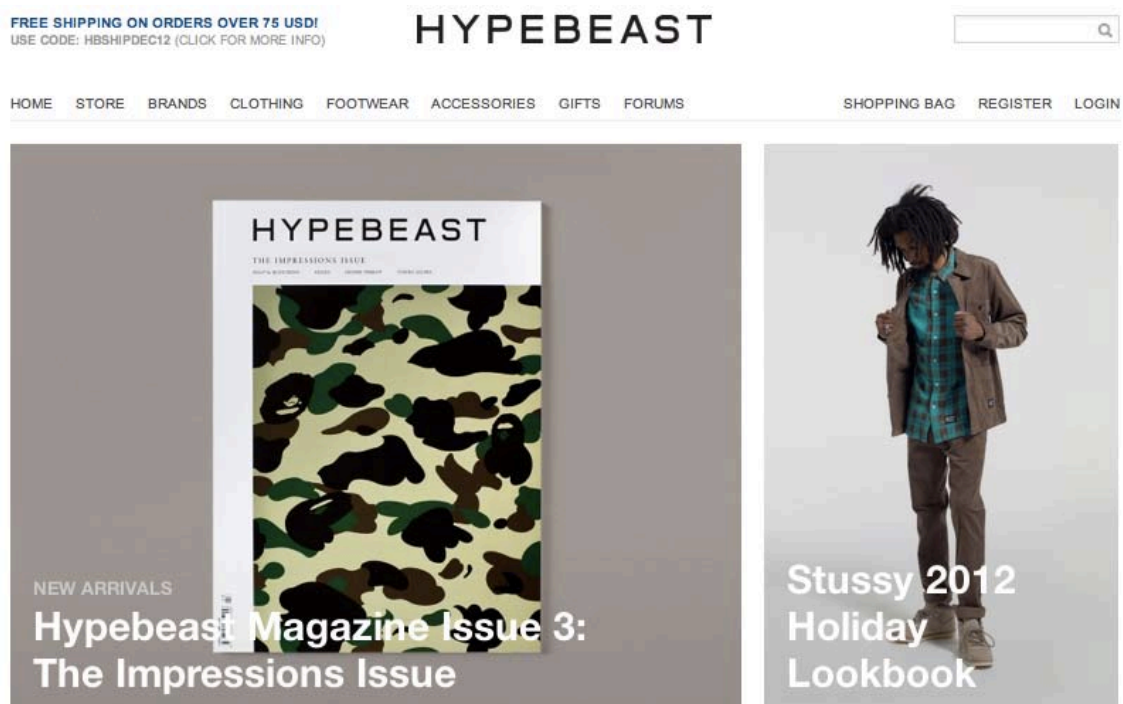 FREE SHIPPING ON ORDERS OVER 75 USD!
USE CODE: HBSHIPDEC12 (CLICK FOR MORE INFO)
HYPEBEAST
HOME STORE BRANDS CLOTHING FOOTWEAR ACCESSORIES GIFTS FORUMS
SHOPPING BAG REGISTER LOGIN
HYPEBEAST
THE IMPRESSIONS ISSUE
NEW ARRIVALS
Hypebeast Magazine Issue 3:
The Impressions Issue
Stussy 2012
Holiday
Lookbook